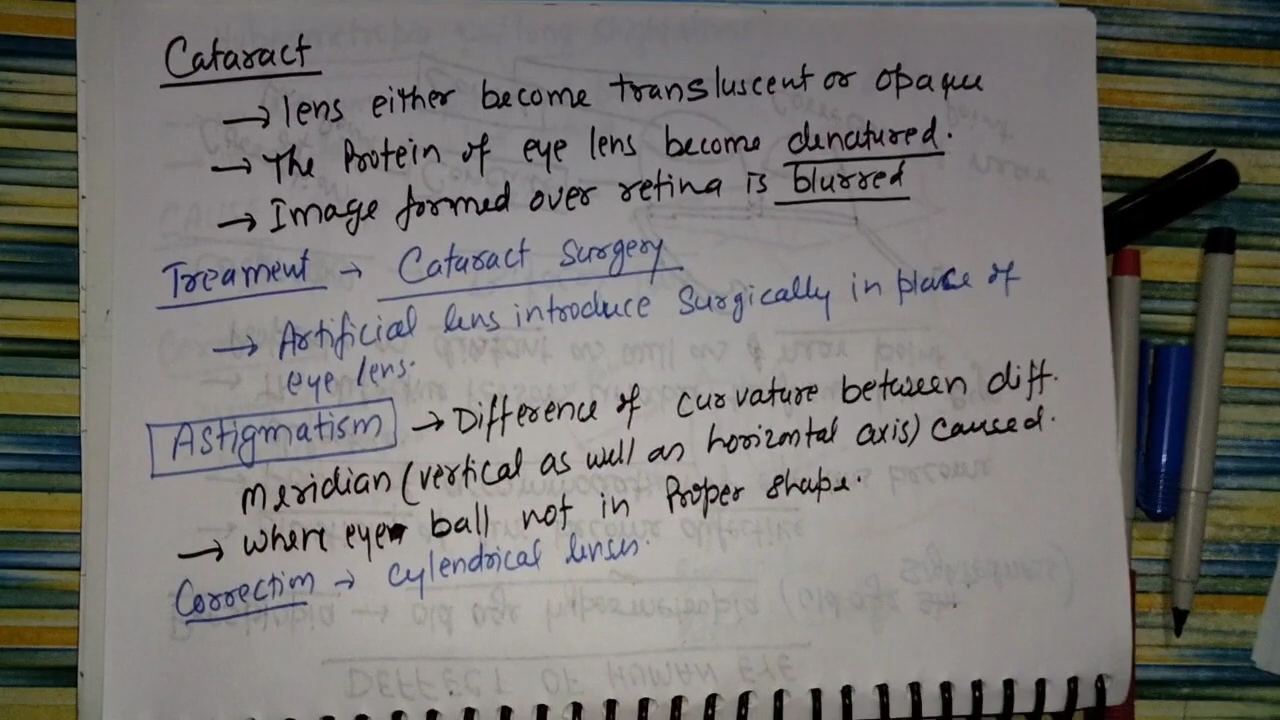 Cataract
→ lens either become transluscent or opaque
→ The Protein of eye lens become denatured.
→ Image formed over retina is blurred
Treament → Cataract Surgery
→ Artificial lens introduce Surgically in place of
eye lens.
Astigmatism → Difference of curvature between diff.
meridian (vertical as well as horizontal axis) caused.
→ where eye ball not in Proper shape.
Correction → cylendrical lenses.